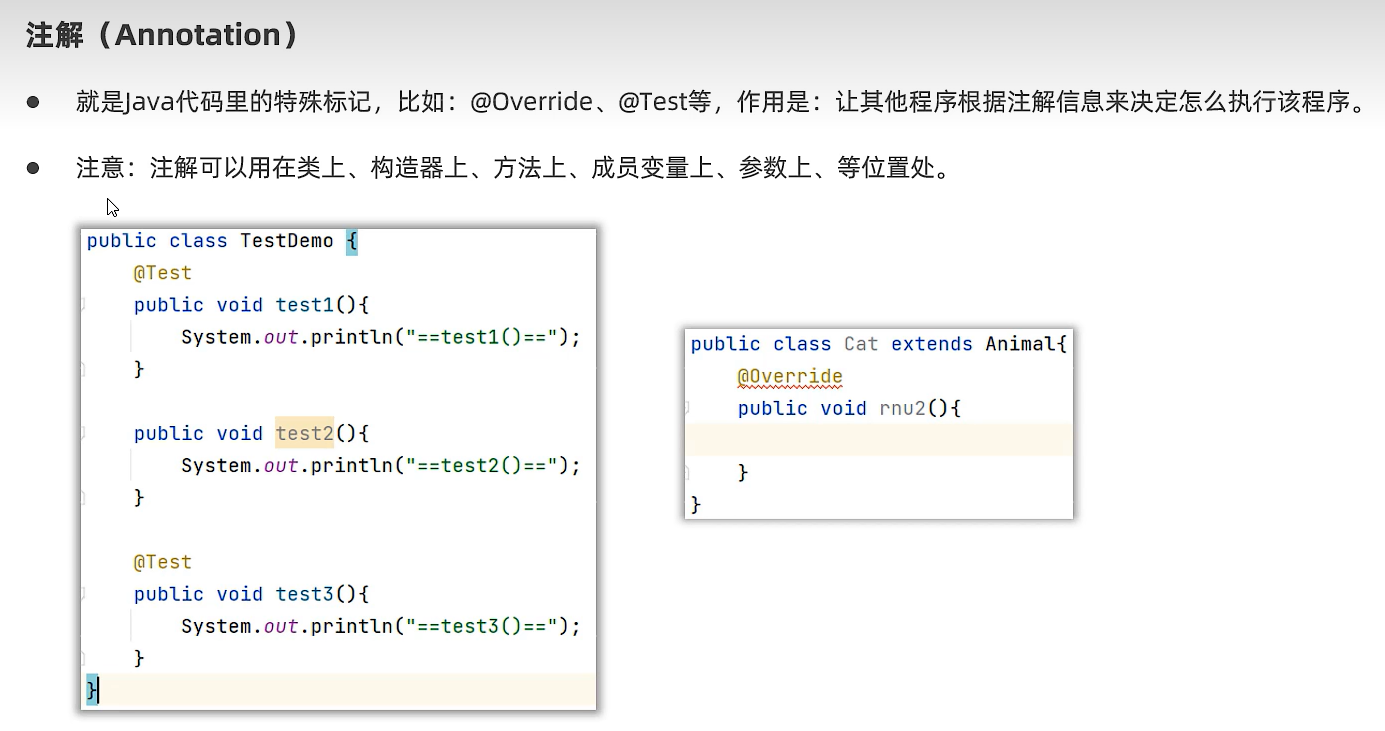 注解（Annotation）
● 就是Java代码里的特殊标记，比如：@Override、@Test等，作用是：让其他程序根据注解信息来决定怎么执行该程序。
● 注意：注解可以用在类上、构造器上、方法上、成员变量上、参数上、等位置处。
public class TestDemo {
    @Test
    public void test1(){
        System.out.println("==test1()==");
    }
    public void test2(){
        System.out.println("==test2()==");
    }
    @Test
    public void test3(){
        System.out.println("==test3()==");
    }
}
public class Cat extends Animal{
    @Override
    public void rnu2(){
    }
}